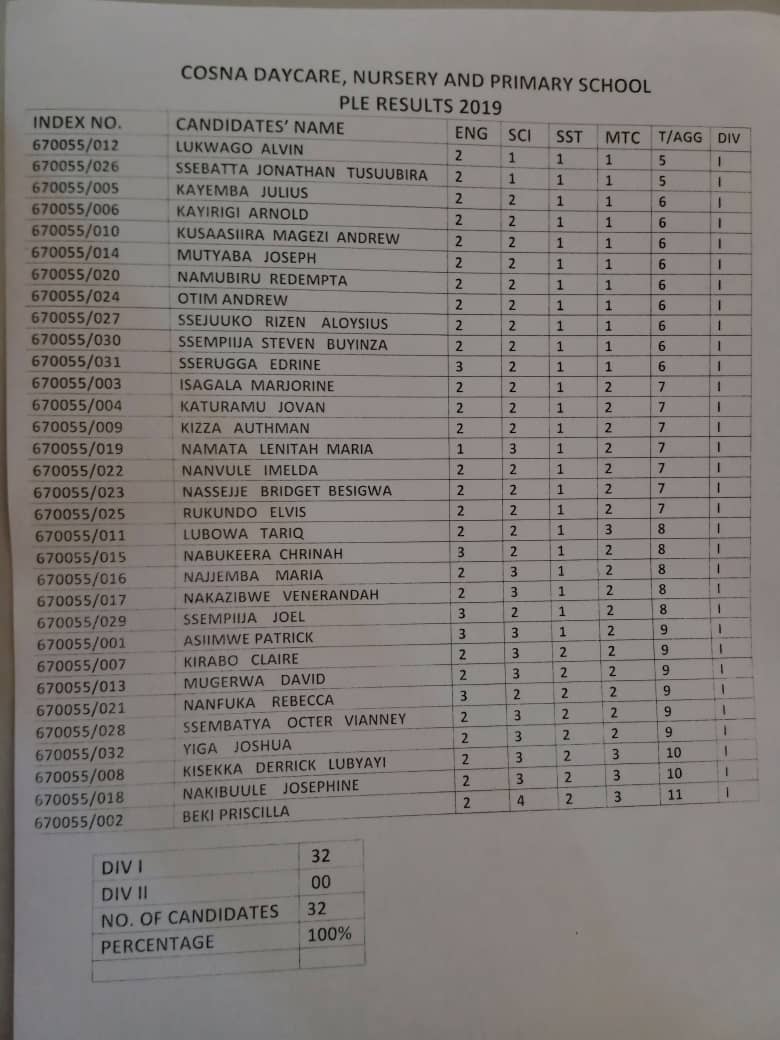 COSNA DAYCARE, NURSERY AND PRIMARY SCHOOL
PLE RESULTS 2019
INDEX NO. CANDIDATES' NAME ENG SCI SST MTC T/AGG DIV
670055/012 LUKWAGO ALVIN 2 1 1 1 5 I
670055/026 SSEBATTA JONATHAN TUSUUBIRA 2 1 1 1 5 I
670055/005 KAYEMBA JULIUS 2 2 1 1 6 I
670055/006 KAYIRIGI ARNOLD 2 2 1 1 6 I
670055/010 KUSAASIIRA MAGEZI ANDREW 2 2 1 1 6 I
670055/014 MUTYABA JOSEPH 2 2 1 1 6 I
670055/020 NAMUBIRU REDEMPTA 2 2 1 1 6 I
670055/024 OTIM ANDREW 2 2 1 1 6 I
670055/027 SSEJUUKO RIZEN ALOYSIUS 2 2 1 1 6 I
670055/030 SSEMPIIJA STEVEN BUYINZA 2 2 1 1 6 I
670055/031 SSERUGGA EDRINE 3 2 1 1 6 I
670055/003 ISAGALA MARJORINE 2 2 1 2 7 I
670055/004 KATURAMU JOVAN 2 2 1 2 7 I
670055/009 KIZZA AUTHMAN 2 2 1 2 7 I
670055/019 NAMATA LENITAH MARIA 1 3 1 2 7 I
670055/022 NANVULE IMELDA 2 2 1 2 7 I
670055/023 NASSEJJE BRIDGET BESIGWA 2 2 1 2 7 I
670055/025 RUKUNDO ELVIS 2 2 1 2 7 I
670055/011 LUBOWA TARIQ 2 2 1 3 8 I
670055/015 NABUKEERA CHRINAH 3 2 1 2 8 I
670055/016 NAJJEMBA MARIA 2 3 1 2 8 I
670055/017 NAKAZIBWE VENERANDAH 2 3 1 2 8 I
670055/029 SSEMPIIJA JOEL 3 2 1 2 8 I
670055/001 ASIIMWE PATRICK 3 3 1 2 9 I
670055/007 KIRABO CLAIRE 2 3 2 2 9 I
670055/013 MUGERWA DAVID 2 3 2 2 9 I
670055/021 NANFUKA REBECCA 3 2 2 2 9 I
670055/028 SSEMBATYA OCTER VIANNEY 2 3 2 2 9 I
670055/032 YIGA JOSHUA 2 3 2 2 9 I
670055/008 KISEKKA DERRICK LUBYAYI 2 3 2 3 10 I
670055/018 NAKIBUULE JOSEPHINE 2 3 2 3 10 I
670055/002 BEKI PRISCILLA 2 4 2 3 11 I
DIV I 32
DIV II 00
NO. OF CANDIDATES 32
PERCENTAGE 100%